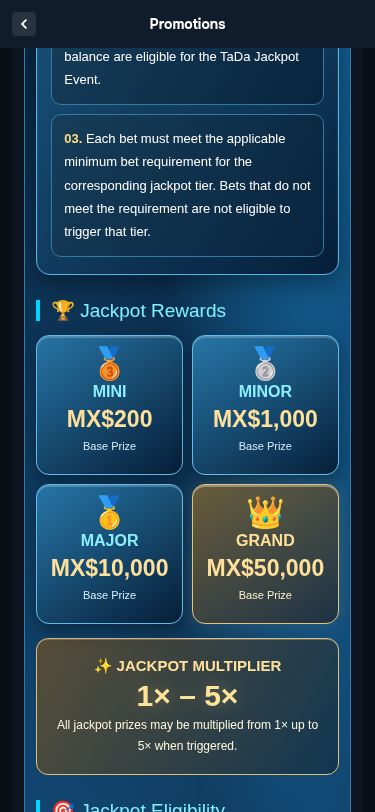 Promotions
balance are eligible for the TaDa Jackpot
Event.
03. Each bet must meet the applicable
minimum bet requirement for the
corresponding jackpot tier. Bets that do not
meet the requirement are not eligible to
trigger that tier.
🏆 Jackpot Rewards
MINI
MX$200
Base Prize
MINOR
MX$1,000
Base Prize
MAJOR
MX$10,000
Base Prize
GRAND
MX$50,000
Base Prize
✨ JACKPOT MULTIPLIER
1× – 5×
All jackpot prizes may be multiplied from 1× up to
5× when triggered.
🎯 Jackpot Eligibility